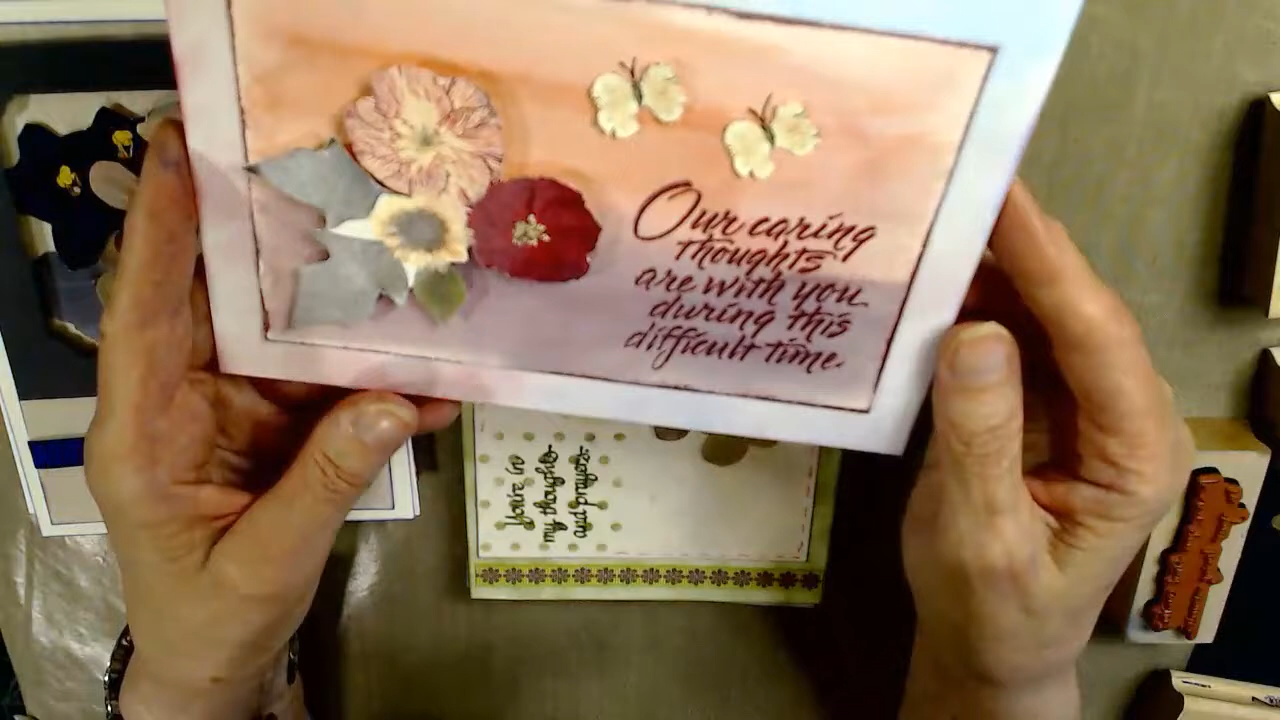 Our caring
thoughts
are with you
during this
difficult time.
You're in
my thoughts
and prayers.